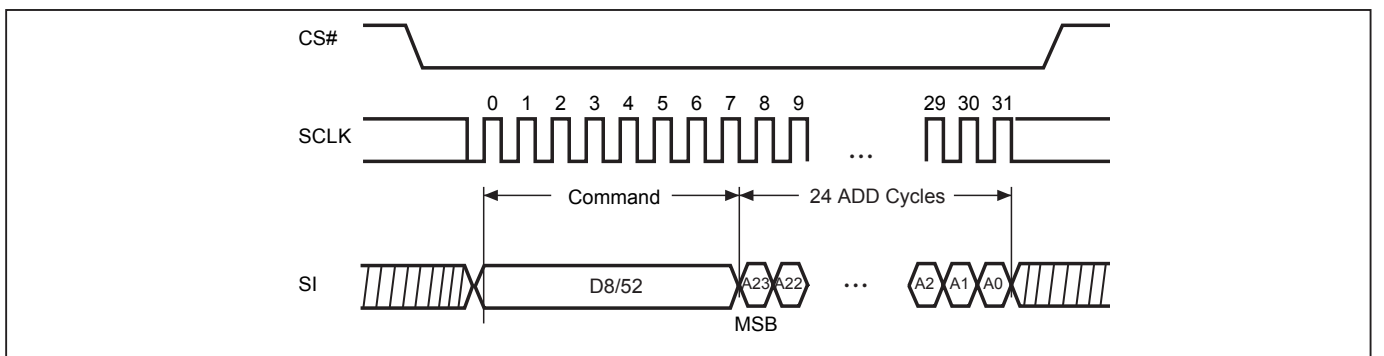 CS#
0 1 2 3 4 5 6 7 8 9 29 30 31
SCLK
...
Command 24 ADD Cycles
SI D8/52 A23 A22 ... A2 A1 A0
MSB